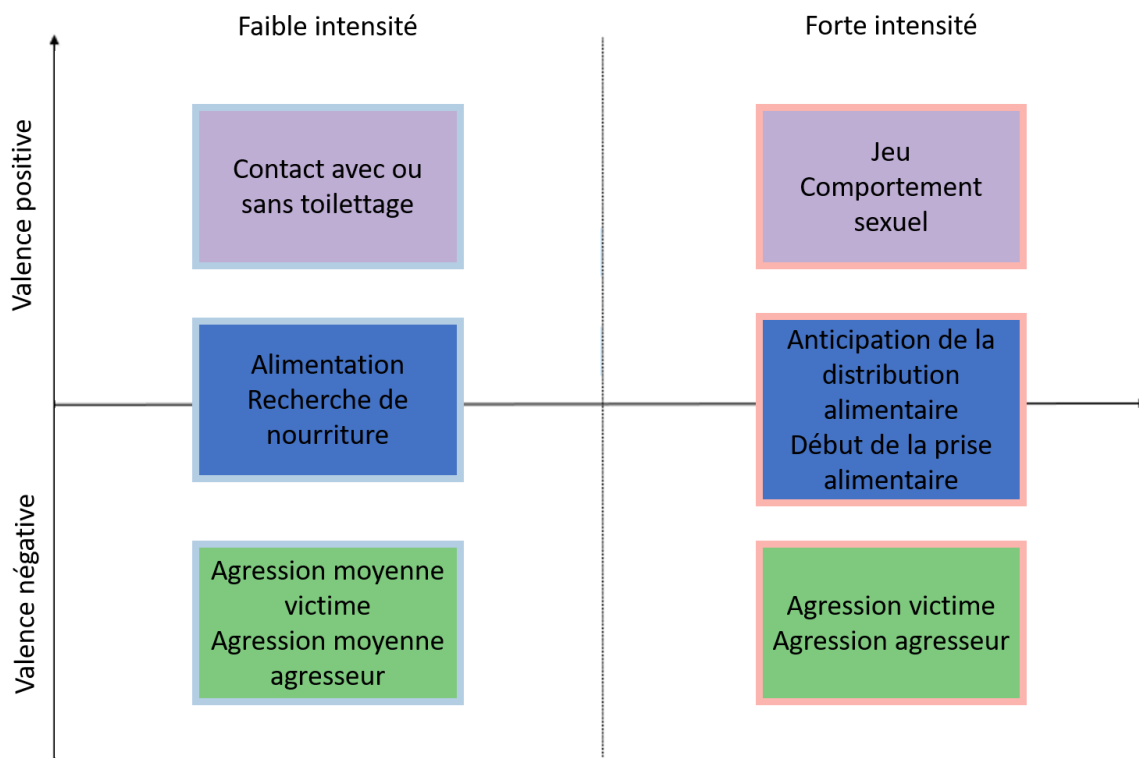 Faible intensité
Forte intensité
Valence positive
Contact avec ou
sans toilettage
Jeu
Comportement
sexuel
Alimentation
Recherche de
nourriture
Anticipation de la
distribution
alimentaire
Début de la prise
alimentaire
Valence négative
Agression moyenne
victime
Agression moyenne
agresseur
Agression victime
Agression agresseur